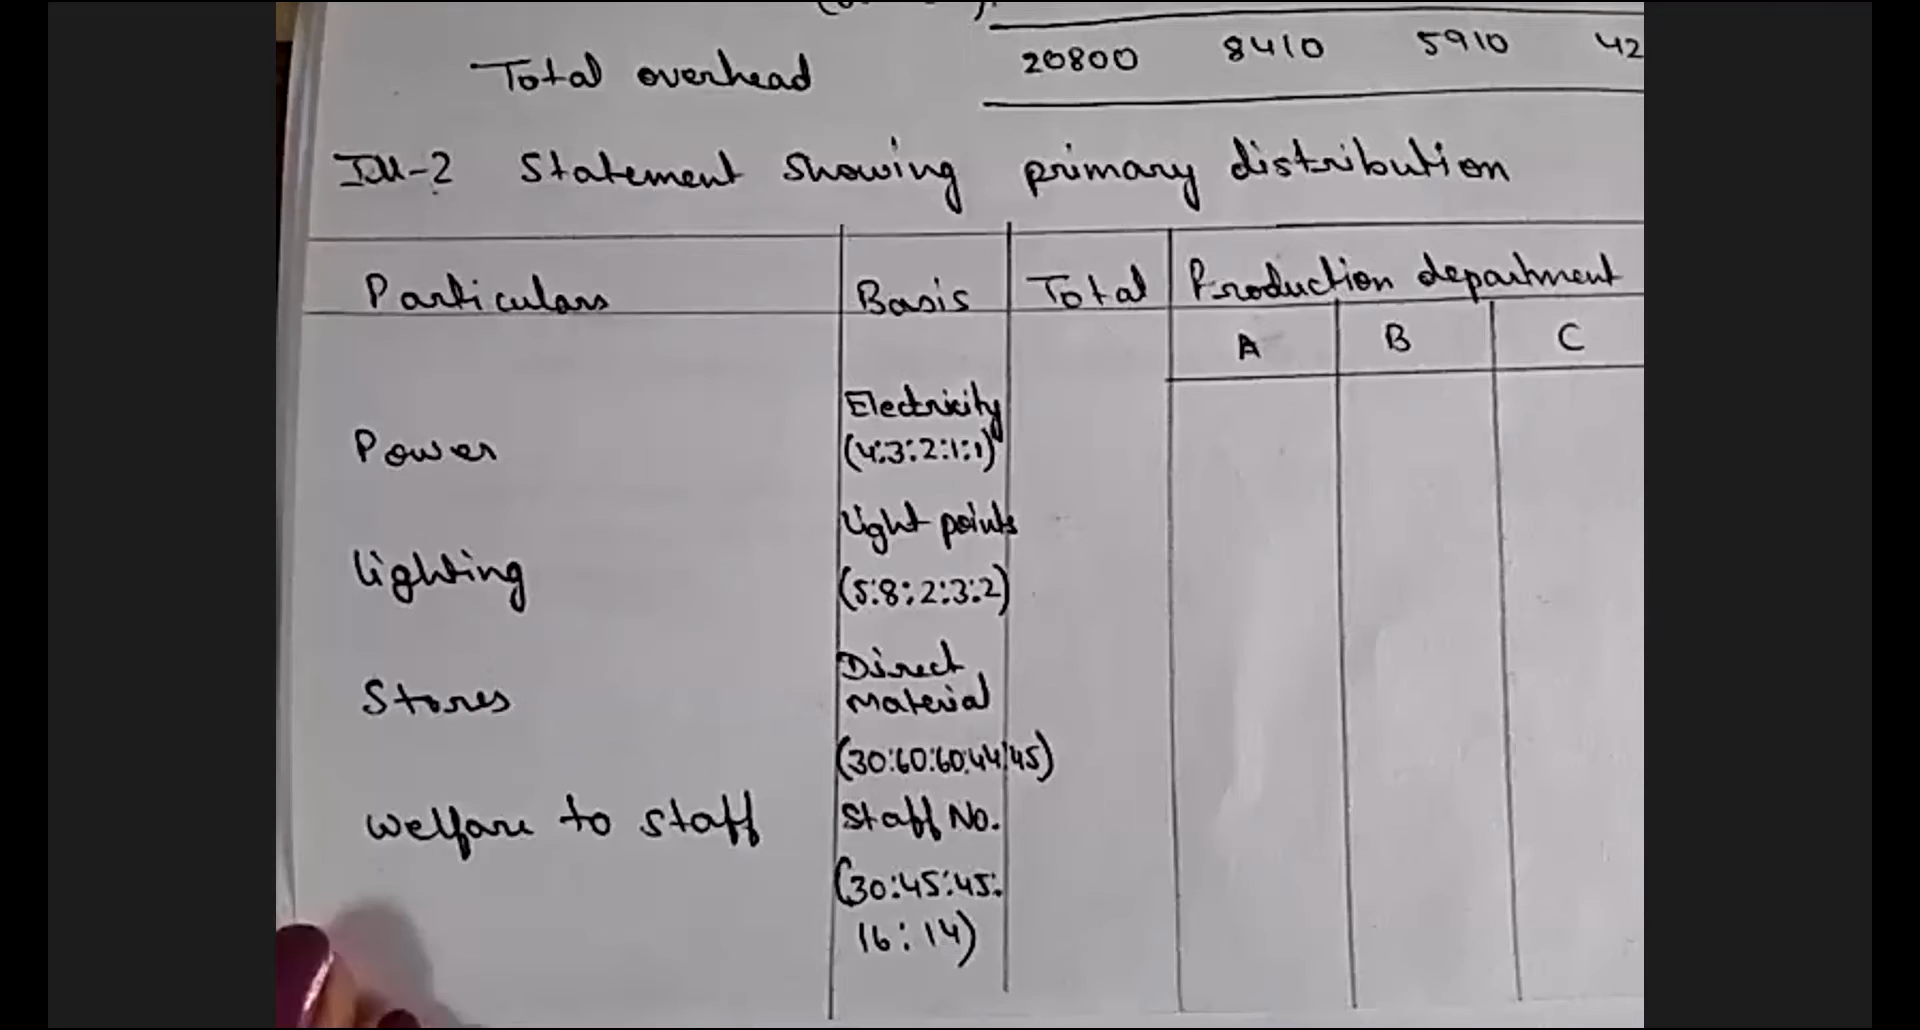 Total overhead 20800 8410 5910 42
Ill-2 Statement showing primary distribution
Particulars Basis Total Production department
A B C
Electricity
Power (4:3:2:1:1)
Light points
lighting (5:8:2:3:2)
Direct
Stores Material
(30:60:60:44:45)
Welfare to staff Staff No.
(30:45:45:
16:14)